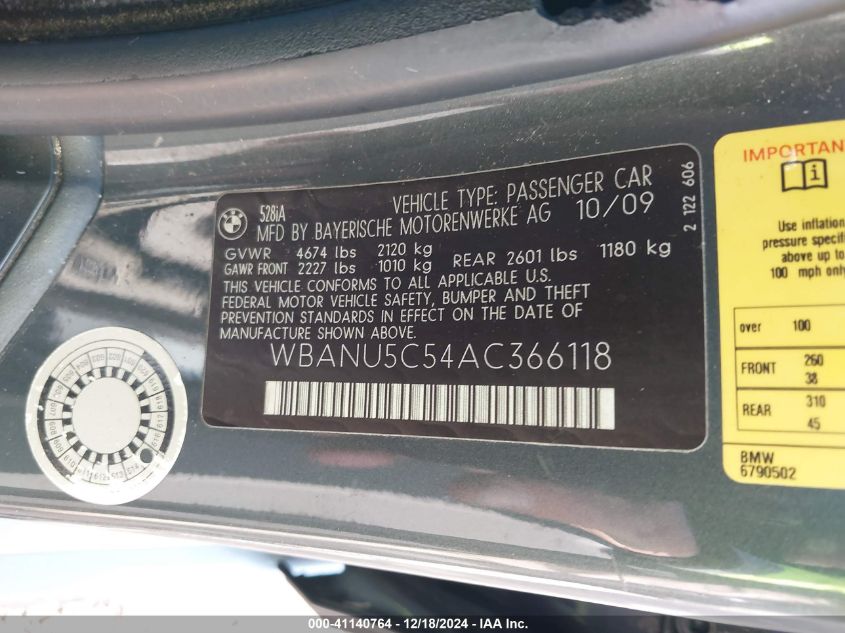 BMW
528iA
VEHICLE TYPE: PASSENGER CAR
MFD BY BAYERISCHE MOTORENWERKE AG 10/09
GVWR 4674 lbs 2120 kg
GAWR FRONT 2227 lbs 1010 kg REAR 2601 lbs 1180 kg
THIS VEHICLE CONFORMS TO ALL APPLICABLE U.S.
FEDERAL MOTOR VEHICLE SAFETY, BUMPER AND THEFT
PREVENTION STANDARDS IN EFFECT ON THE DATE OF
MANUFACTURE SHOWN ABOVE.
WBANU5C54AC366118
2 122 606
IMPORTAN
i
Use inflation
pressure specifi
above up to
100 mph only
over 100
FRONT 260
38
REAR 310
45
BMW
6790502
000-41140764 - 12/18/2024 - IAA Inc.